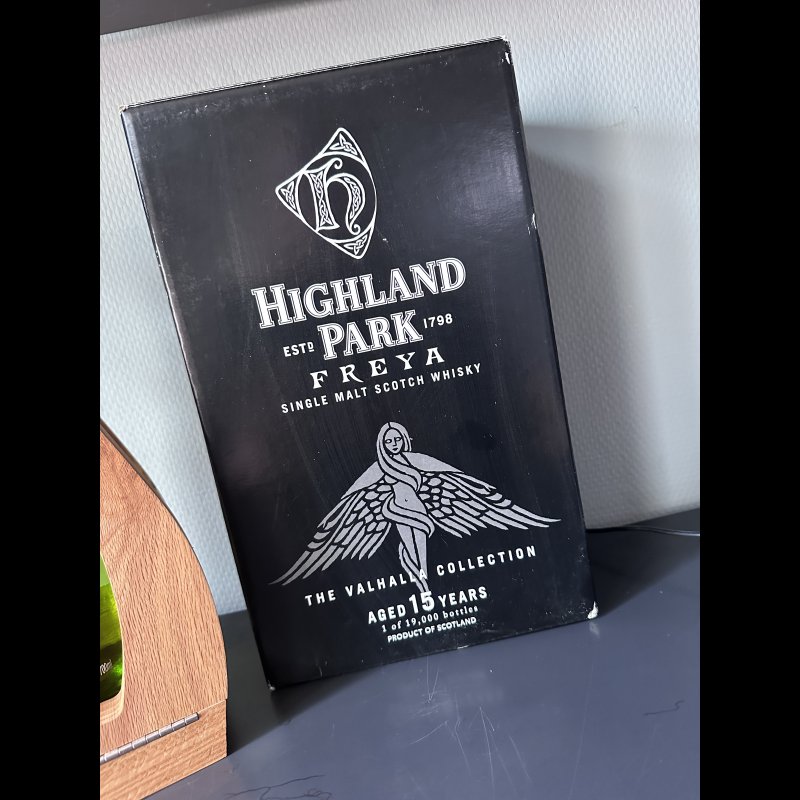 h
HIGHLAND
ESTD PARK 1798
FREYA
SINGLE MALT SCOTCH WHISKY
THE VALHALLA COLLECTION
AGED 15 YEARS
1 of 19,000 bottles
PRODUCT OF SCOTLAND
700ml